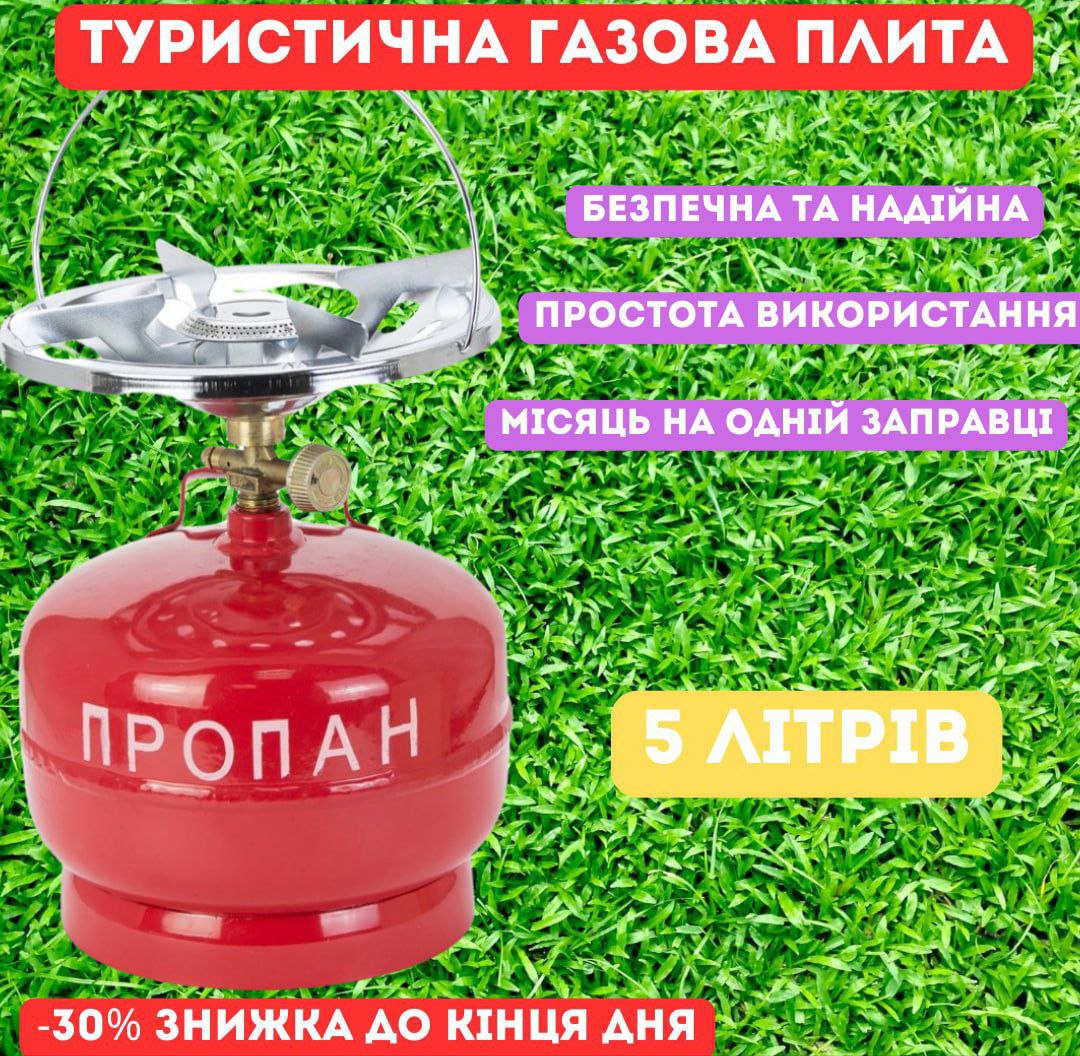 ТУРИСТИЧНА ГАЗОВА ПЛИТА
БЕЗПЕЧНА ТА НАДІЙНА
ПРОСТОТА ВИКОРИСТАННЯ
МІСЯЦЬ НА ОДНІЙ ЗАПРАВЦІ
ПРОПАН
5 ЛІТРІВ
-30% ЗНИЖКА ДО КІНЦЯ ДНЯ